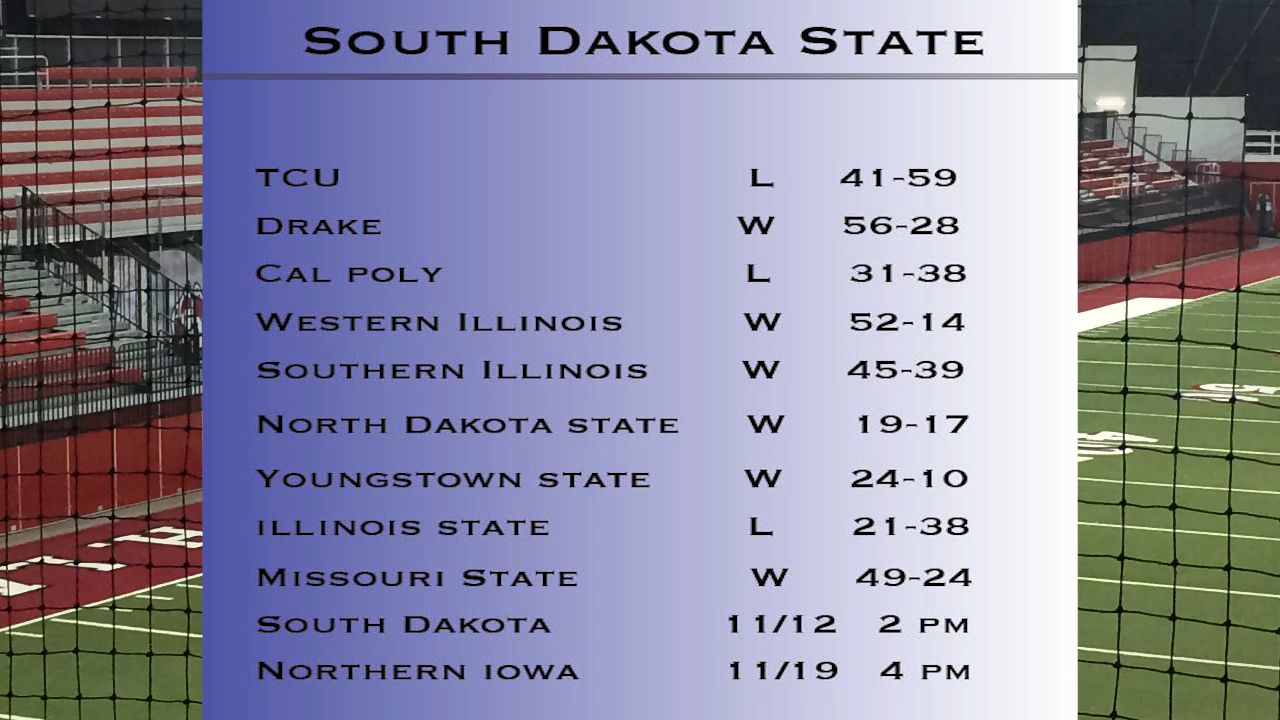 South Dakota State
TCU L 41-59
Drake W 56-28
Cal poly L 31-38
Western Illinois W 52-14
Southern Illinois W 45-39
North Dakota state W 19-17
Youngstown state W 24-10
illinois state L 21-38
Missouri State W 49-24
South Dakota 11/12 2 pm
Northern iowa 11/19 4 pm